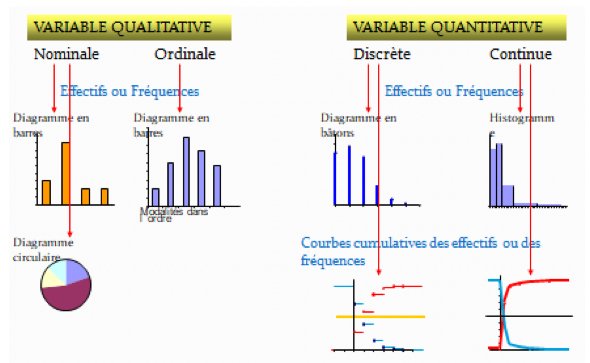 VARIABLE QUALITATIVE
VARIABLE QUANTITATIVE
Nominale
Ordinale
Discrète
Continue
Effectifs ou Fréquences
Effectifs ou Fréquences
Diagramme en
barres
Diagramme en
barres
Diagramme en
bâtons
Histogramm
e
Modalités dans
l'ordre
Diagramme
circulaire
Courbes cumulatives des effectifs ou des
fréquences